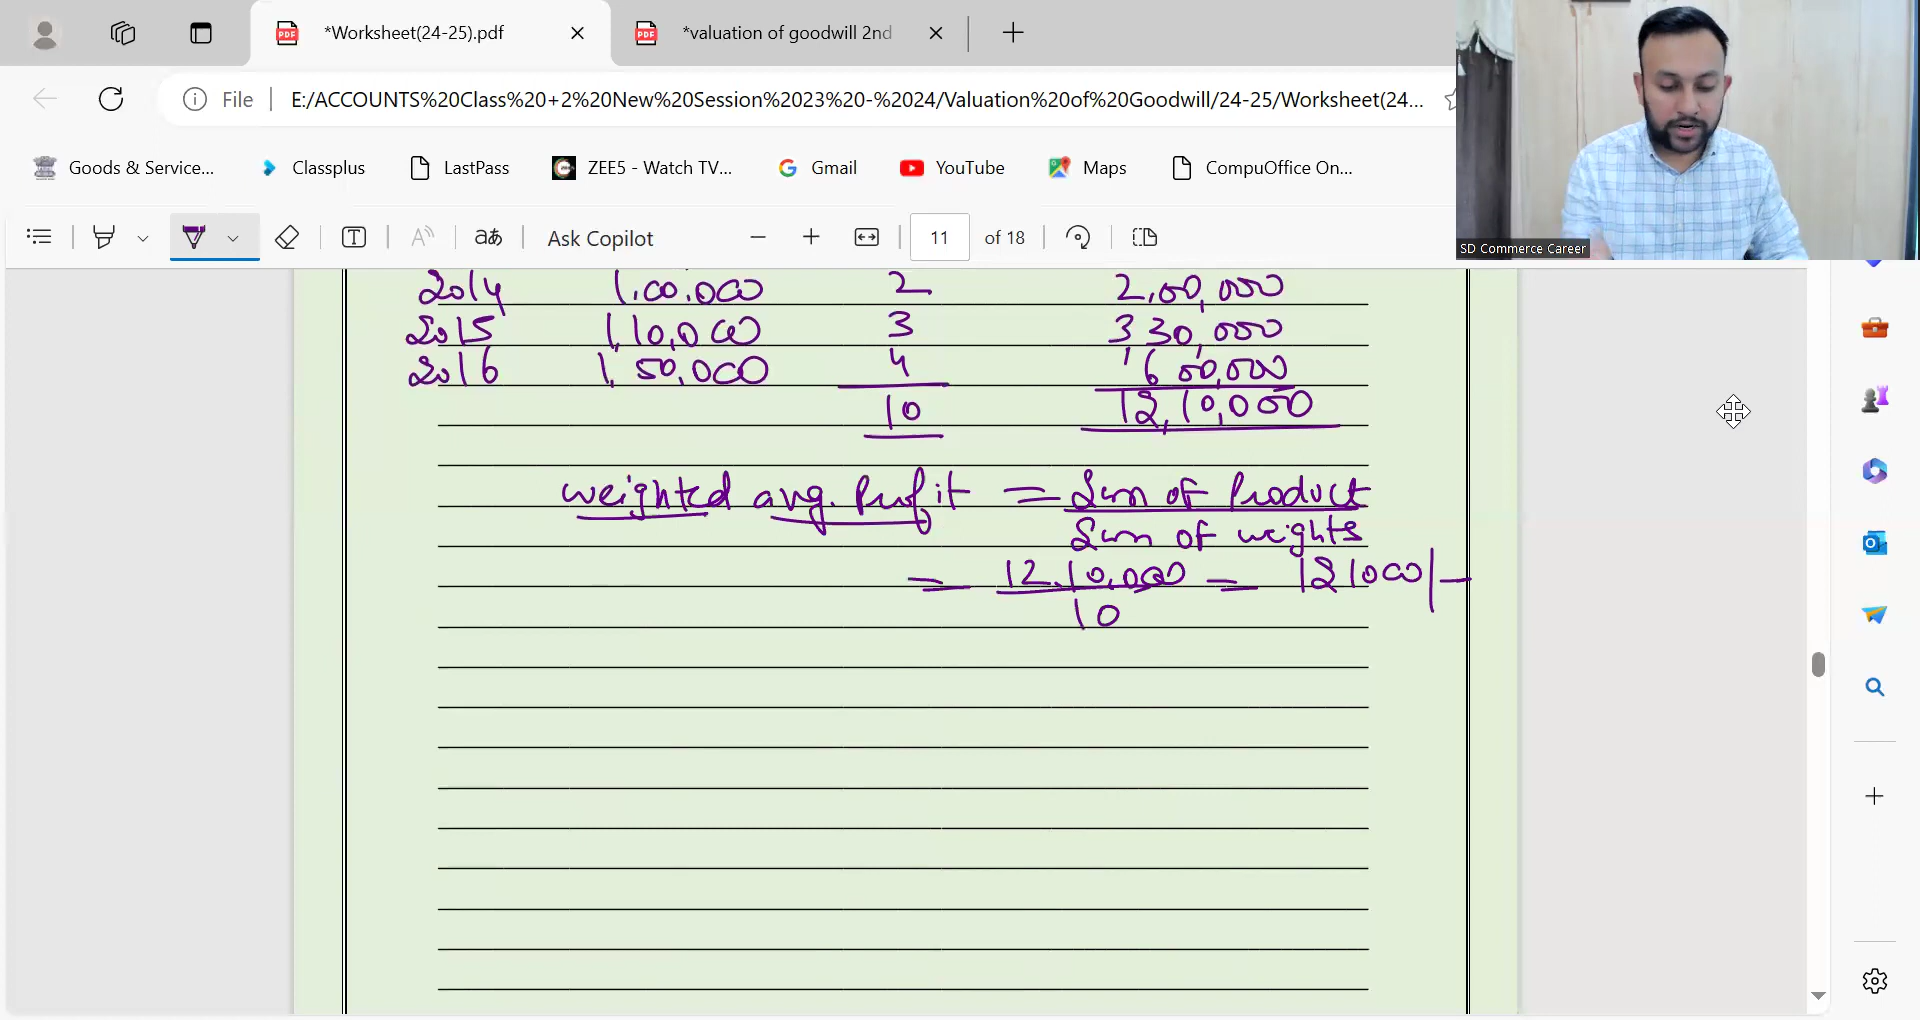 *Worksheet(24-25).pdf
*valuation of goodwill 2nd
File
E:/ACCOUNTS%20Class%20+2%20New%20Session%2023%20-%2024/Valuation%20of%20Goodwill/24-25/Worksheet(24...
Goods & Service...
Classplus
LastPass
ZEE5 - Watch TV...
Gmail
YouTube
Maps
CompuOffice On...
Ask Copilot
11 of 18
SD Commerce Career
2014 1,00,000 2 2,00,000
2015 1,10,000 3 3,30,000
2016 1,50,000 4 6,00,000
10 12,10,000
weighted avg. Profit = Sum of Product
Sum of weights
= 12,10,000 = 121000/-
10